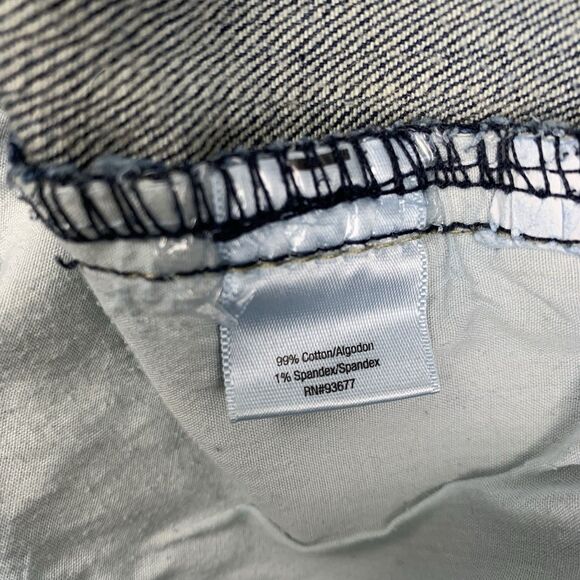 99% Cotton/Algodon
1% Spandex/Spandex
RN#93677